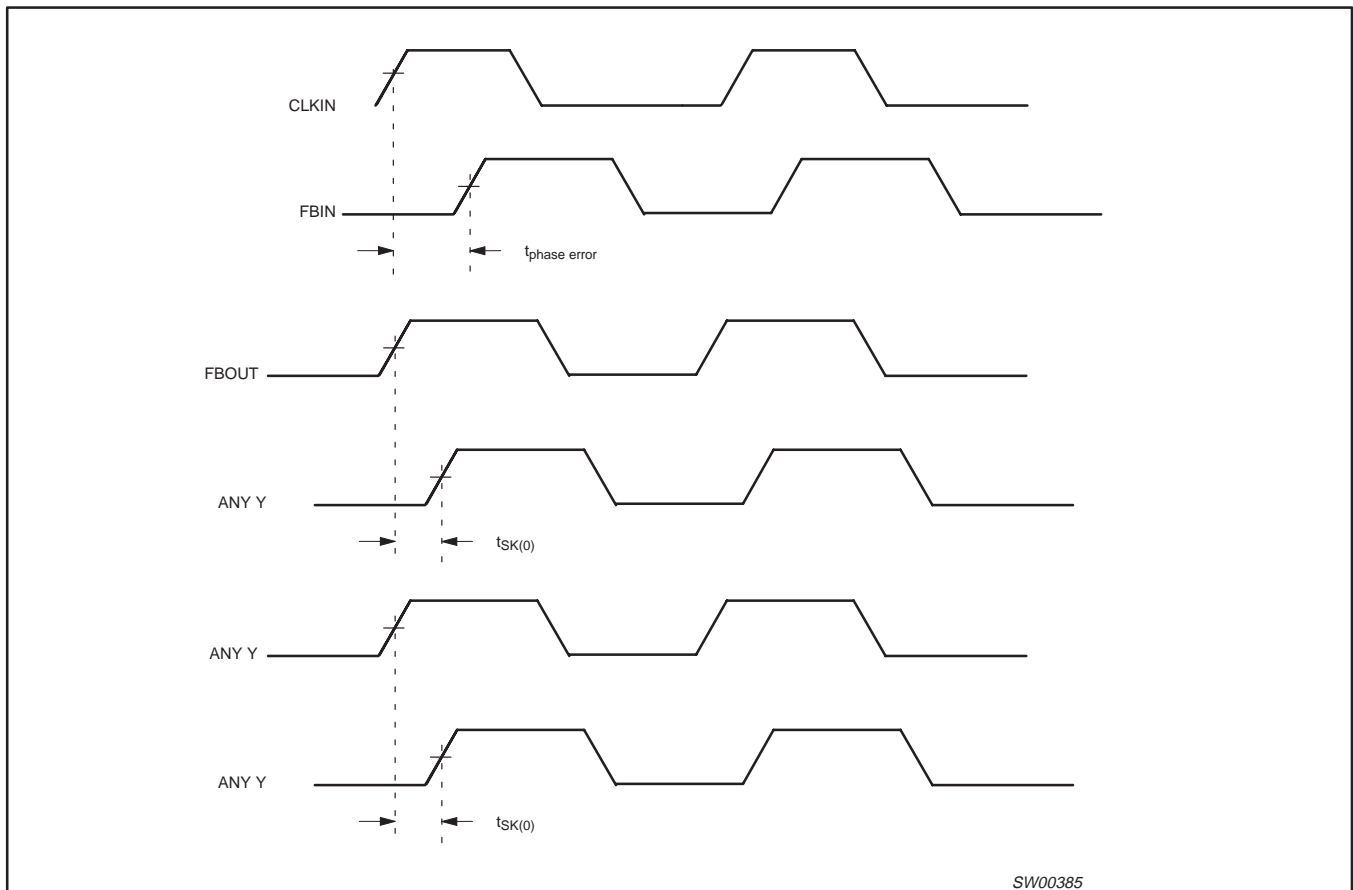 CLKIN
FBIN
tphase error
FBOUT
ANY Y
tSK(0)
ANY Y
ANY Y
tSK(0)
SW00385